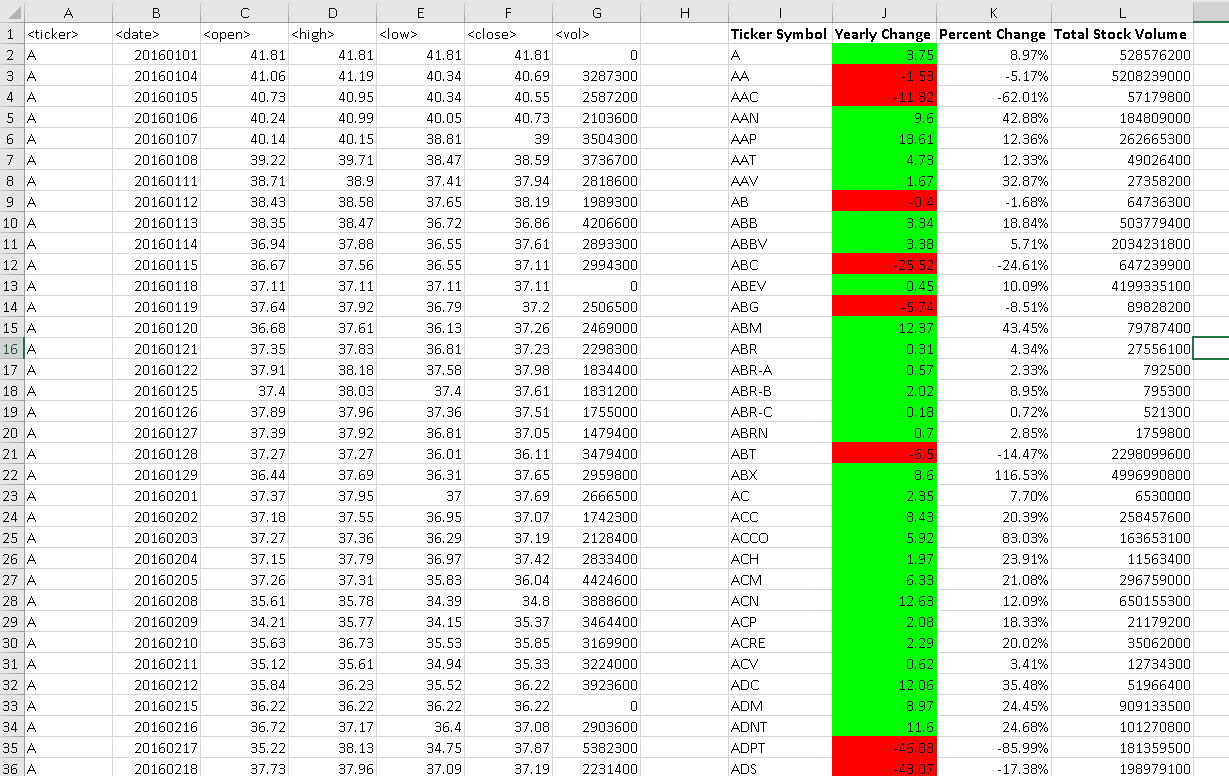 A B C D E F G H I J K L
1 <ticker> <date> <open> <high> <low> <close> <vol> Ticker Symbol Yearly Change Percent Change Total Stock Volume
2 A 20160101 41.81 41.81 41.81 41.81 0 A 3.75 8.97% 528576200
3 A 20160104 41.06 41.19 40.34 40.69 3287300 AA -1.53 -5.17% 5208239000
4 A 20160105 40.73 40.95 40.34 40.55 2587200 AAC -11.82 -62.01% 57179800
5 A 20160106 40.24 40.99 40.05 40.73 2103600 AAN 9.6 42.88% 184809000
6 A 20160107 40.14 40.15 38.81 39 3504300 AAP 18.61 12.36% 262665300
7 A 20160108 39.22 39.71 38.47 38.59 3736700 AAT 4.73 12.33% 49026400
8 A 20160111 38.71 38.9 37.41 37.94 2818600 AAV 1.67 32.87% 27358200
9 A 20160112 38.43 38.58 37.65 38.19 1989300 AB -0.4 -1.68% 64736300
10 A 20160113 38.35 38.47 36.72 36.86 4206600 ABB 3.34 18.84% 503779400
11 A 20160114 36.94 37.88 36.55 37.61 2893300 ABBV 3.38 5.71% 2034231800
12 A 20160115 36.67 37.56 36.55 37.11 2994300 ABC -25.52 -24.61% 647239900
13 A 20160118 37.11 37.11 37.11 37.11 0 ABEV 0.45 10.09% 4199335100
14 A 20160119 37.64 37.92 36.79 37.2 2506500 ABG -5.74 -8.51% 89828200
15 A 20160120 36.68 37.61 36.13 37.26 2469000 ABM 12.37 43.45% 79787400
16 A 20160121 37.35 37.83 36.81 37.23 2298300 ABR 0.31 4.34% 27556100
17 A 20160122 37.91 38.18 37.58 37.98 1834400 ABR-A 0.57 2.33% 792500
18 A 20160125 37.4 38.03 37.4 37.61 1831200 ABR-B 2.02 8.95% 795300
19 A 20160126 37.89 37.96 37.36 37.51 1755000 ABR-C 0.18 0.72% 521300
20 A 20160127 37.39 37.92 36.81 37.05 1479400 ABRN 0.7 2.85% 1759800
21 A 20160128 37.27 37.27 36.01 36.11 3479400 ABT -6.5 -14.47% 2298099600
22 A 20160129 36.44 37.69 36.31 37.65 2959800 ABX 8.6 116.53% 4996990800
23 A 20160201 37.37 37.95 37 37.69 2666500 AC 2.35 7.70% 6530000
24 A 20160202 37.18 37.55 36.95 37.07 1742300 ACC 8.43 20.39% 258457600
25 A 20160203 37.27 37.36 36.29 37.19 2128400 ACCO 5.92 83.03% 163653100
26 A 20160204 37.15 37.79 36.97 37.42 2833400 ACH 1.97 23.91% 11563400
27 A 20160205 37.26 37.31 35.83 36.04 4424600 ACM 6.33 21.08% 296759000
28 A 20160208 35.61 35.78 34.39 34.8 3888600 ACN 12.63 12.09% 650155300
29 A 20160209 34.21 35.77 34.15 35.37 3464400 ACP 2.08 18.33% 21179200
30 A 20160210 35.63 36.73 35.53 35.85 3169900 ACRE 2.29 20.02% 35062000
31 A 20160211 35.12 35.61 34.94 35.33 3224000 ACV 0.62 3.41% 12734300
32 A 20160212 35.84 36.23 35.52 36.22 3923600 ADC 12.06 35.48% 51966400
33 A 20160215 36.22 36.22 36.22 36.22 0 ADM 8.97 24.45% 909133500
34 A 20160216 36.72 37.17 36.4 37.08 2903600 ADNT 11.6 24.68% 101270800
35 A 20160217 35.22 38.13 34.75 37.87 5382300 ADPT -46.88 -85.99% 181359800
36 A 20160218 37.73 37.96 37.09 37.19 2231400 ADS -48.07 -17.38% 198979000